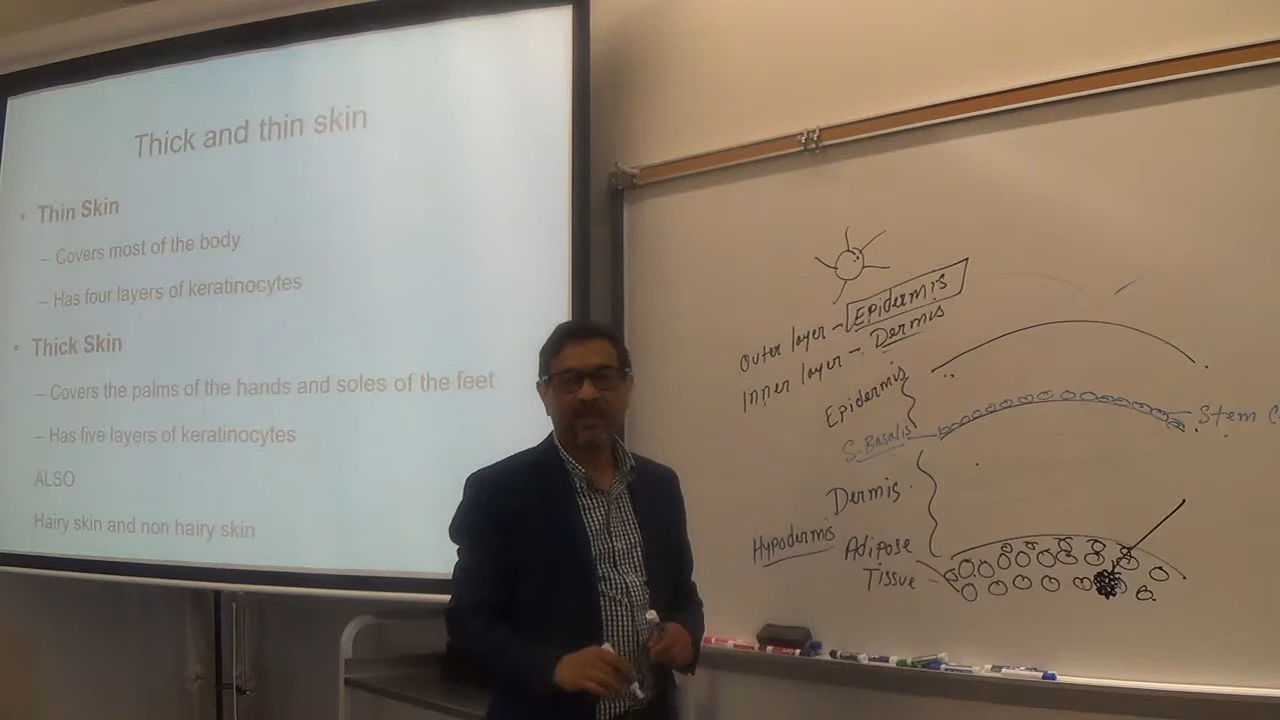 Thick and thin skin
• Thin Skin
– Covers most of the body
– Has four layers of keratinocytes
• Thick Skin
– Covers the palms of the hands and soles of the feet
– Has five layers of keratinocytes
ALSO
Hairy skin and non hairy skin
Outer layer – Epidermis
Inner layer – Dermis
Epidermis
S. Basalis
Stem C
Dermis
Hypodermis
Adipose
Tissue